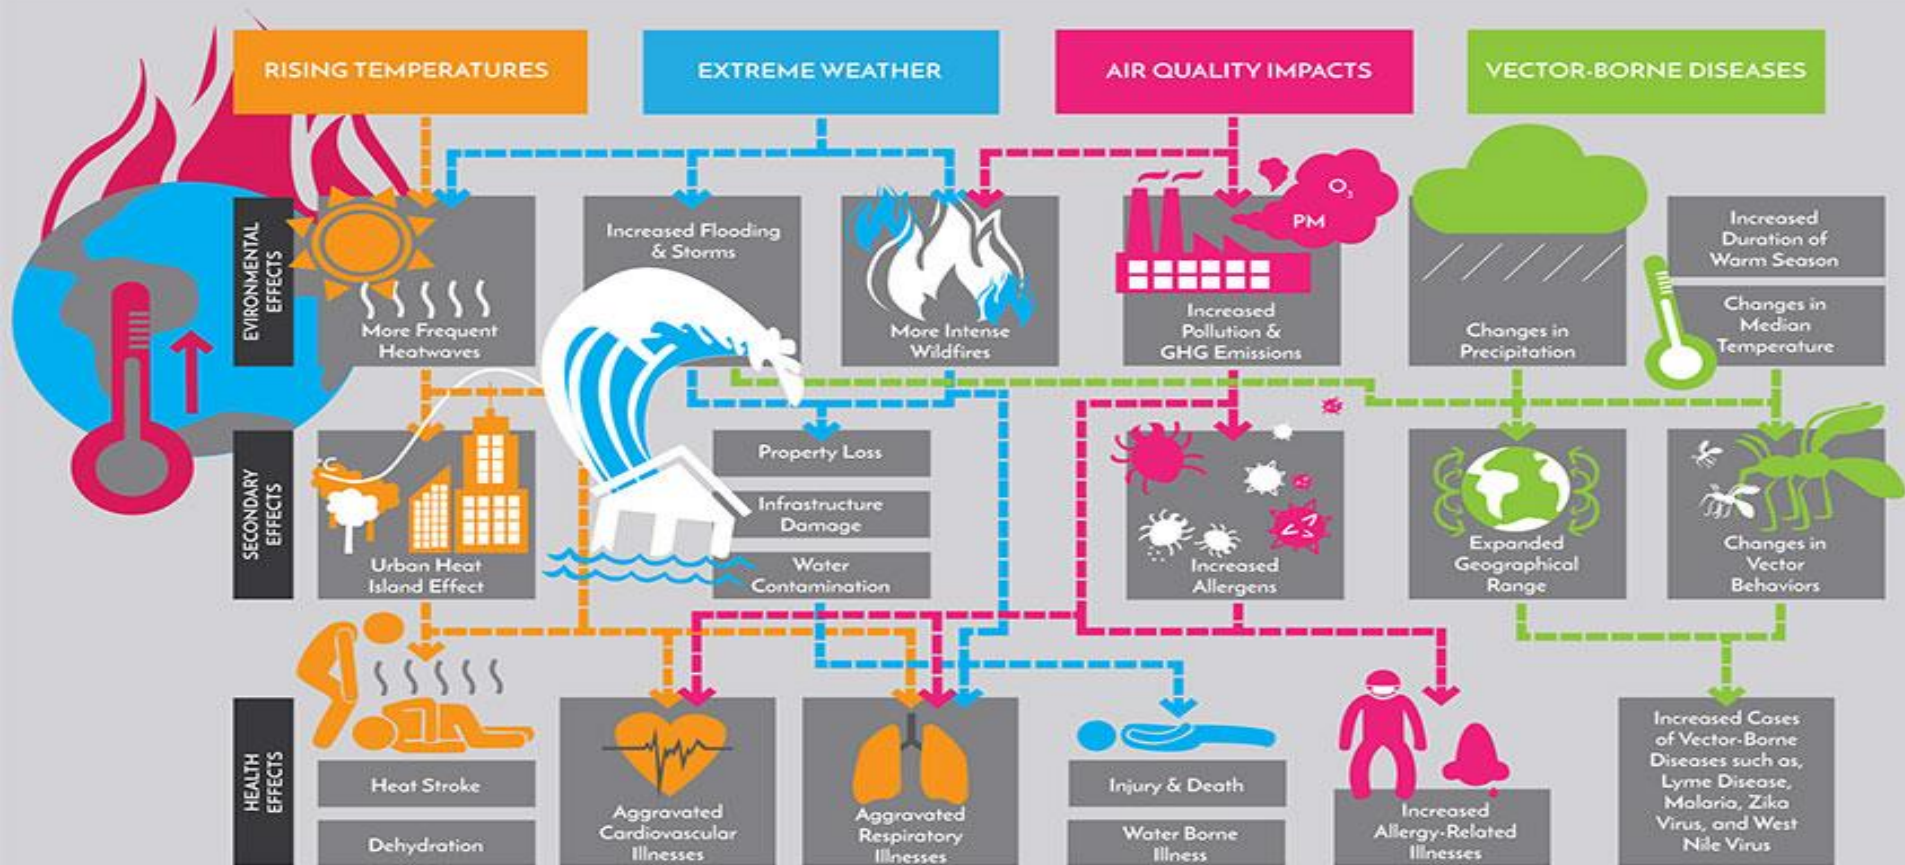 RISING TEMPERATURES
EXTREME WEATHER
AIR QUALITY IMPACTS
VECTOR-BORNE DISEASES
EVIRONMENTAL
EFFECTS
More Frequent
Heatwaves
Increased Flooding
& Storms
More Intense
Wildfires
O3
PM
Increased
Pollution &
GHG Emissions
Changes in
Precipitation
Increased
Duration of
Warm Season
Changes in
Median
Temperature
SECONDARY
EFFECTS
°C
Urban Heat
Island Effect
Property Loss
Infrastructure
Damage
Water
Contamination
Increased
Allergens
Expanded
Geographical
Range
Changes in
Vector
Behaviors
HEALTH
EFFECTS
Heat Stroke
Dehydration
Aggravated
Cardiovascular
Illnesses
Aggravated
Respiratory
Illnesses
Injury & Death
Water Borne
Illness
Increased
Allergy-Related
Illnesses
Increased Cases
of Vector-Borne
Diseases such as,
Lyme Disease,
Malaria, Zika
Virus, and West
Nile Virus